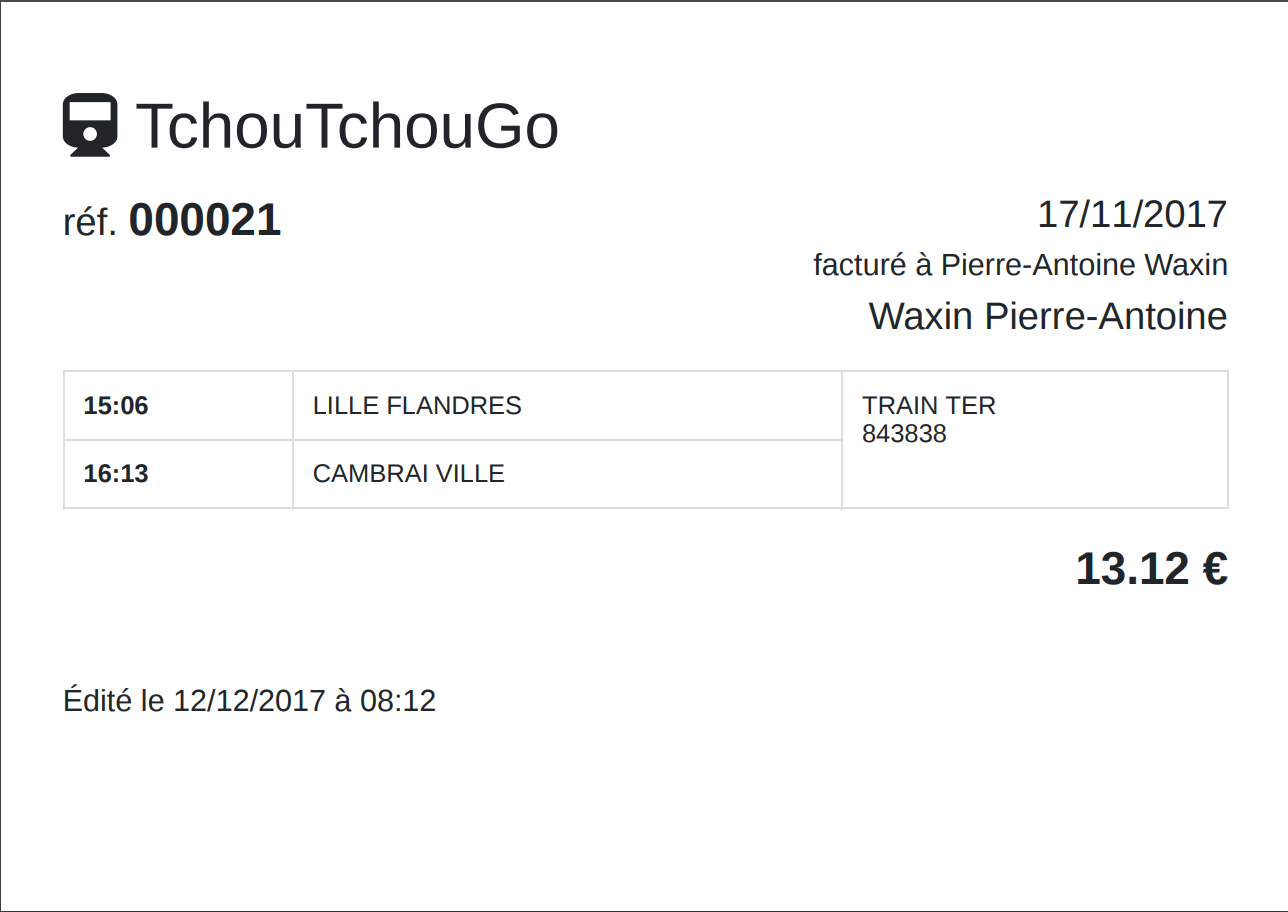 TchouTchouGo
réf. 000021
17/11/2017
facturé à Pierre-Antoine Waxin
Waxin Pierre-Antoine
15:06 LILLE FLANDRES TRAIN TER
843838
16:13 CAMBRAI VILLE
13.12 €
Édité le 12/12/2017 à 08:12